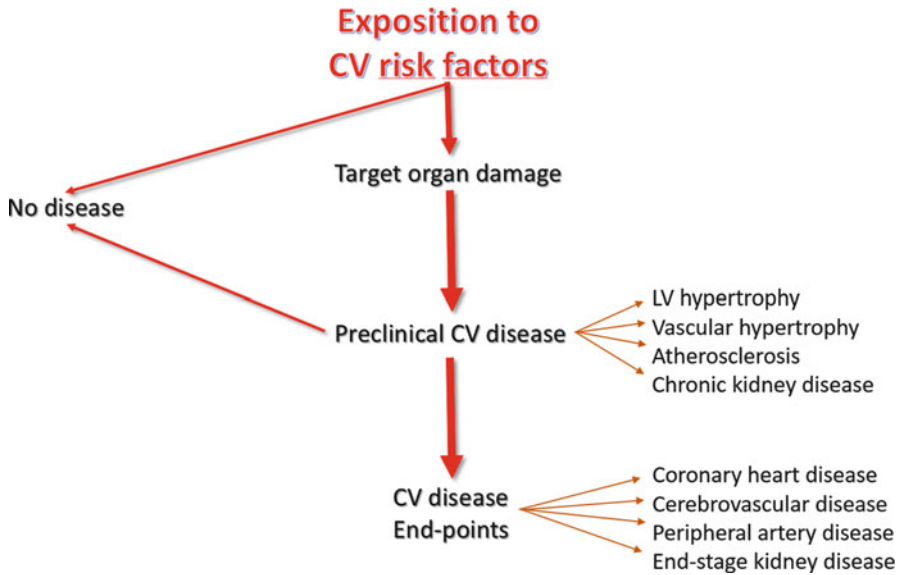 Exposition to
CV risk factors
Target organ damage
No disease
Preclinical CV disease
LV hypertrophy
Vascular hypertrophy
Atherosclerosis
Chronic kidney disease
CV disease
End-points
Coronary heart disease
Cerebrovascular disease
Peripheral artery disease
End-stage kidney disease